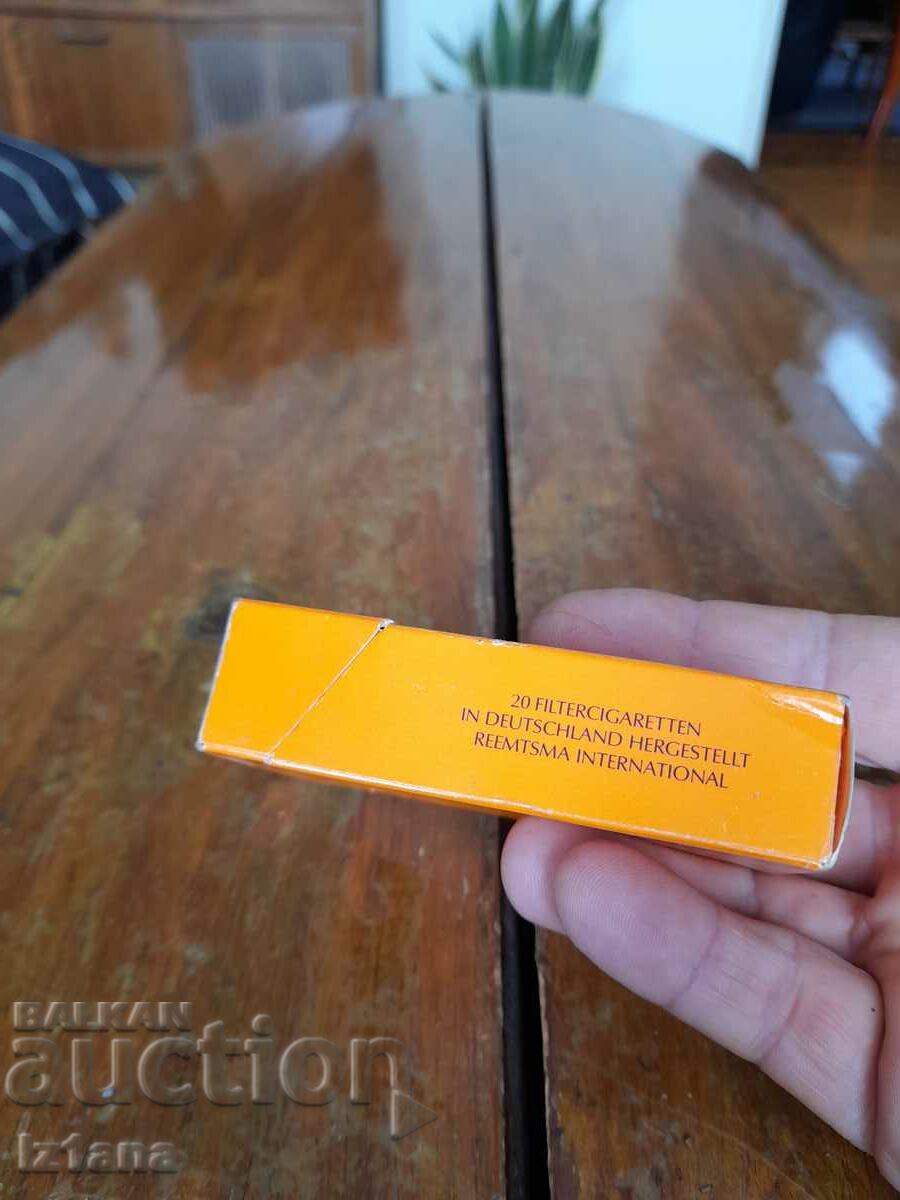 20 FILTERCIGARETTEN
IN DEUTSCHLAND HERGESTELLT
REEMTSMA INTERNATIONAL
BALKAN
auction
Iz1ana